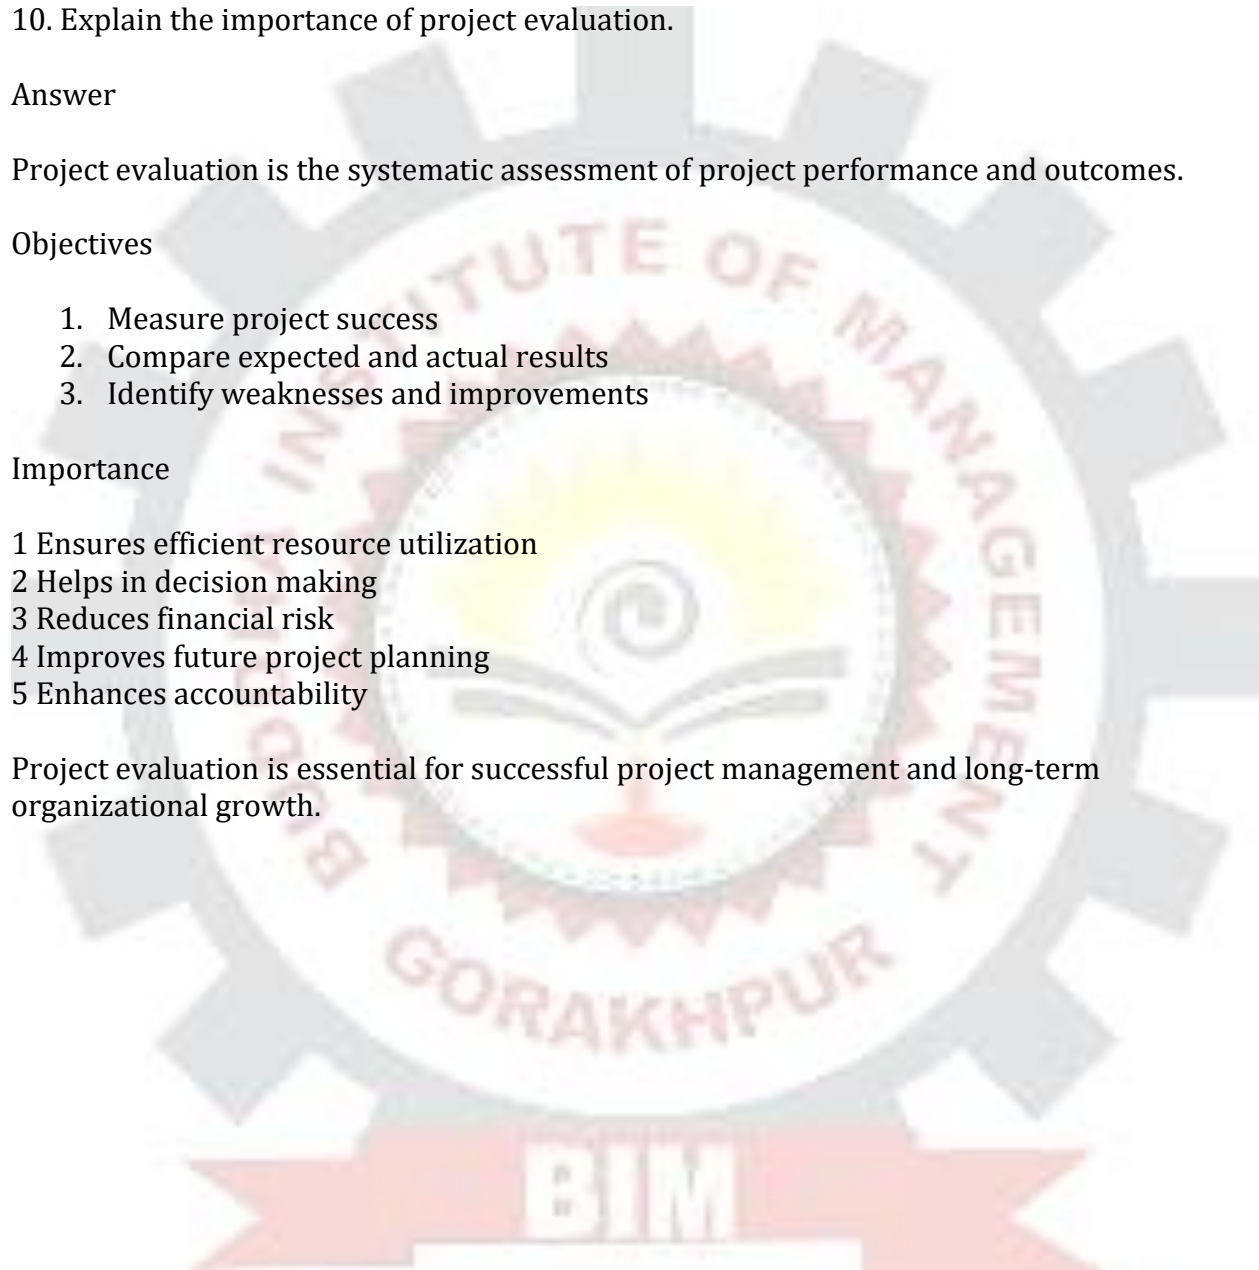 10. Explain the importance of project evaluation.
Answer
Project evaluation is the systematic assessment of project performance and outcomes.
Objectives
1. Measure project success
2. Compare expected and actual results
3. Identify weaknesses and improvements
Importance
1 Ensures efficient resource utilization
2 Helps in decision making
3 Reduces financial risk
4 Improves future project planning
5 Enhances accountability
Project evaluation is essential for successful project management and long-term
organizational growth.
INSTITUTE OF MANAGEMENT
GORAKHPUR
BIM